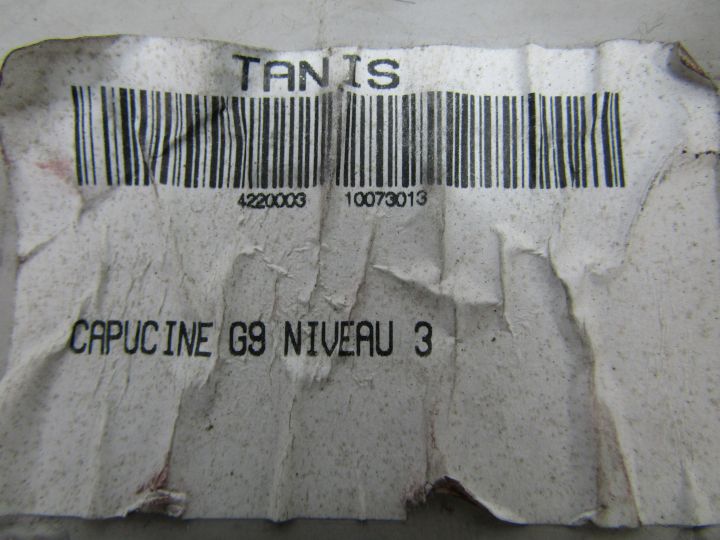 TANIS
4220003 10073013
CAPUCINE G9 NIVEAU 3